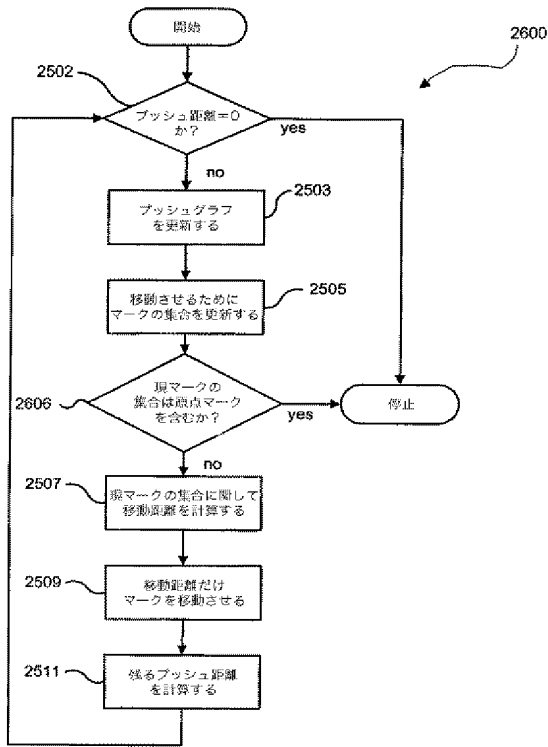 開始
2600
2502
プッシュ距離＝0
か？
yes
no
2503
プッシュグラフ
を更新する
2505
移動させるために
マークの集合を更新する
2606
現マークの
集合は原点マーク
を含むか？
yes
停止
no
2507
現マークの集合に関して
移動距離を計算する
2509
移動距離だけ
マークを移動させる
2511
残るプッシュ距離
を計算する